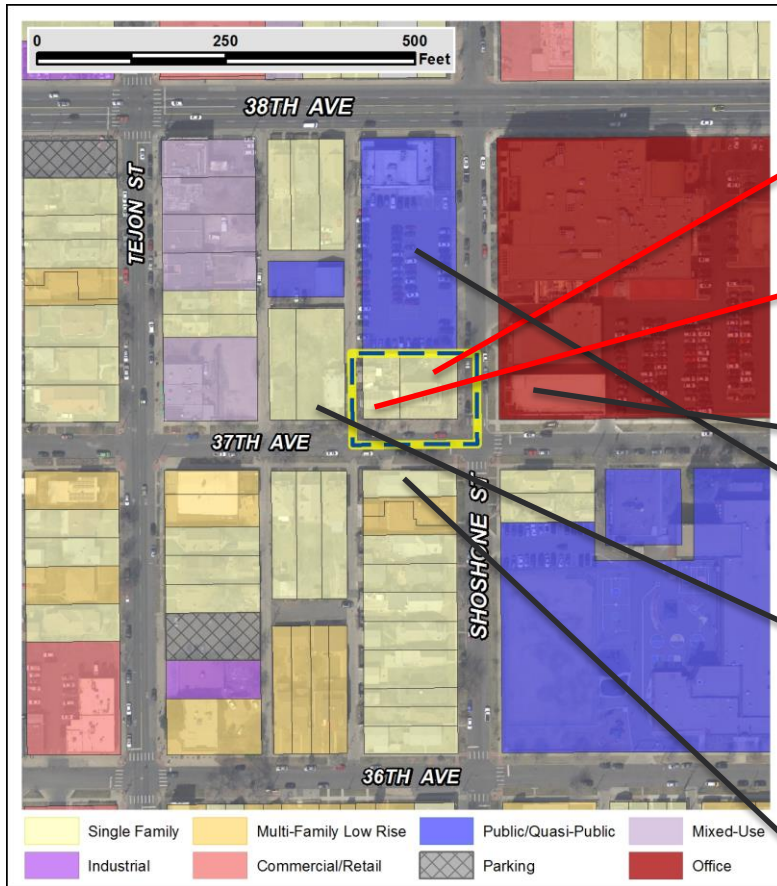 0 250 500
Feet
38TH AVE
TEJON ST
37TH AVE
SHOSHONE ST
36TH AVE
Single Family Multi-Family Low Rise Public/Quasi-Public Mixed-Use
Industrial Commercial/Retail Parking Office